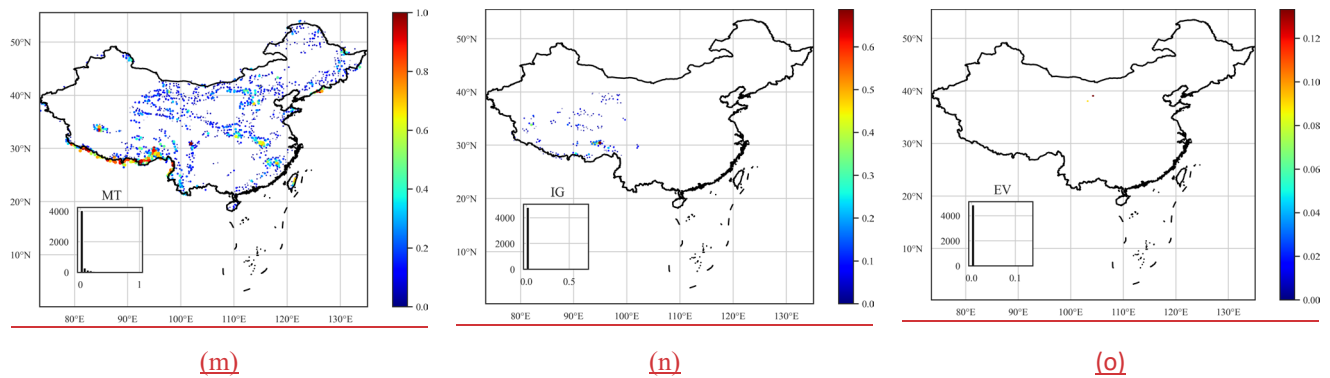 50°N
40°N
30°N
20°N
10°N
80°E 90°E 100°E 110°E 120°E 130°E
MT
4000
2000
0
0 1
1.0
0.8
0.6
0.4
0.2
0.0
(m)
50°N
40°N
30°N
20°N
10°N
80°E 90°E 100°E 110°E 120°E 130°E
IG
4000
2000
0
0.0 0.5
0.6
0.5
0.4
0.3
0.2
0.1
0.0
(n)
50°N
40°N
30°N
20°N
10°N
80°E 90°E 100°E 110°E 120°E 130°E
EV
4000
2000
0
0.0 0.1
0.12
0.10
0.08
0.06
0.04
0.02
0.00
(o)